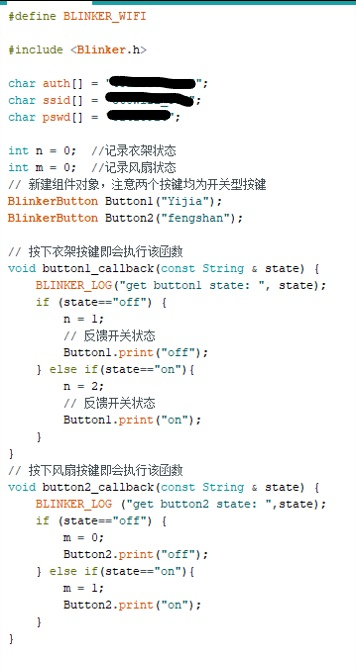 #define BLINKER_WIFI
#include <Blinker.h>
char auth[] = "";
char ssid[] = ";
char pswd[] = ";
int n = 0;  //记录衣架状态
int m = 0;  //记录风扇状态
// 新建组件对象，注意两个按键均为开关型按键
BlinkerButton Button1("Yijia");
BlinkerButton Button2("fengshan");
// 按下衣架按键即会执行该函数
void button1_callback(const String & state) {
    BLINKER_LOG("get button1 state: ", state);
    if (state=="off") {
        n = 1;
        // 反馈开关状态
        Button1.print("off");
    } else if(state=="on"){
        n = 2;
        // 反馈开关状态
        Button1.print("on");
    }
}
// 按下风扇按键即会执行该函数
void button2_callback(const String & state) {
    BLINKER_LOG ("get button2 state: ",state);
    if (state=="off") {
        m = 0;
        Button2.print("off");
    } else if(state=="on"){
        m = 1;
        Button2.print("on");
    }
}